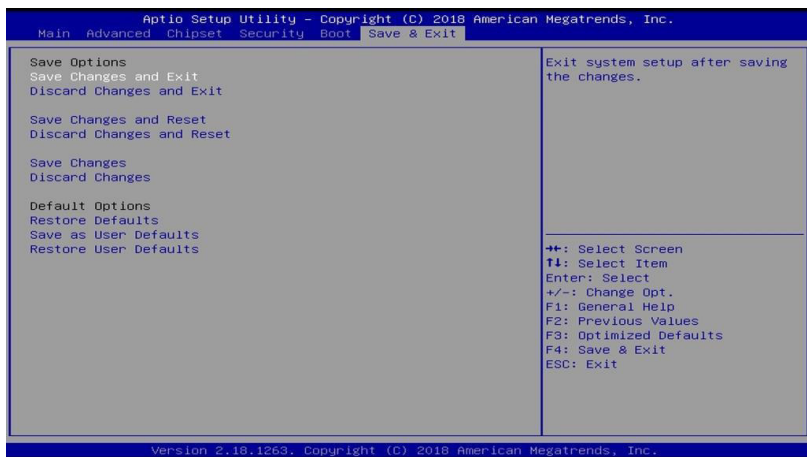 Aptio Setup Utility – Copyright (C) 2018 American Megatrends, Inc.
Main Advanced Chipset Security Boot Save & Exit
Save Options
Save Changes and Exit
Discard Changes and Exit
Save Changes and Reset
Discard Changes and Reset
Save Changes
Discard Changes
Default Options
Restore Defaults
Save as User Defaults
Restore User Defaults
Exit system setup after saving
the changes.
→←: Select Screen
↑↓: Select Item
Enter: Select
+/-: Change Opt.
F1: General Help
F2: Previous Values
F3: Optimized Defaults
F4: Save & Exit
ESC: Exit
Version 2.18.1263. Copyright (C) 2018 American Megatrends, Inc.